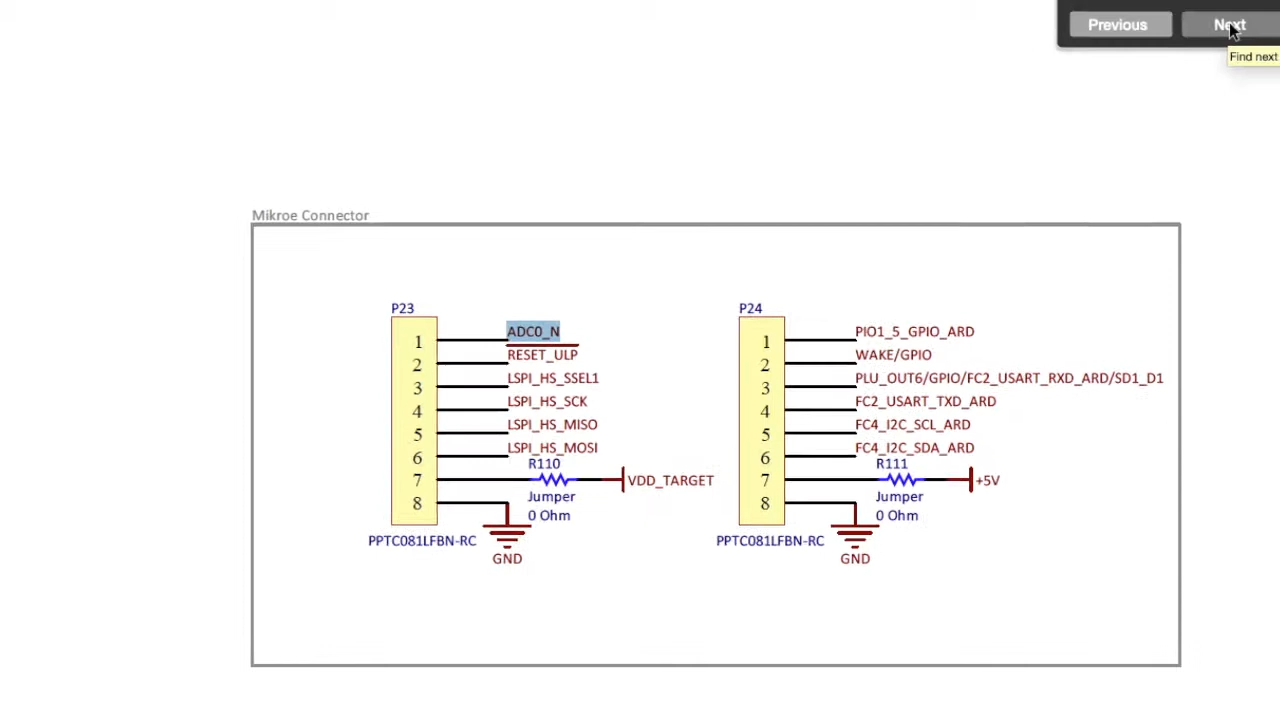 Previous
Next
Find next
Mikroe Connector
P23
1 ADC0_N
2 RESET_ULP
3 LSPI_HS_SSEL1
4 LSPI_HS_SCK
5 LSPI_HS_MISO
6 LSPI_HS_MOSI
R110
7 VDD_TARGET
Jumper
8 0 Ohm
PPTC081LFBN-RC
GND
P24
1 PIO1_5_GPIO_ARD
2 WAKE/GPIO
3 PLU_OUT6/GPIO/FC2_USART_RXD_ARD/SD1_D1
4 FC2_USART_TXD_ARD
5 FC4_I2C_SCL_ARD
6 FC4_I2C_SDA_ARD
R111
7 +5V
Jumper
8 0 Ohm
PPTC081LFBN-RC
GND